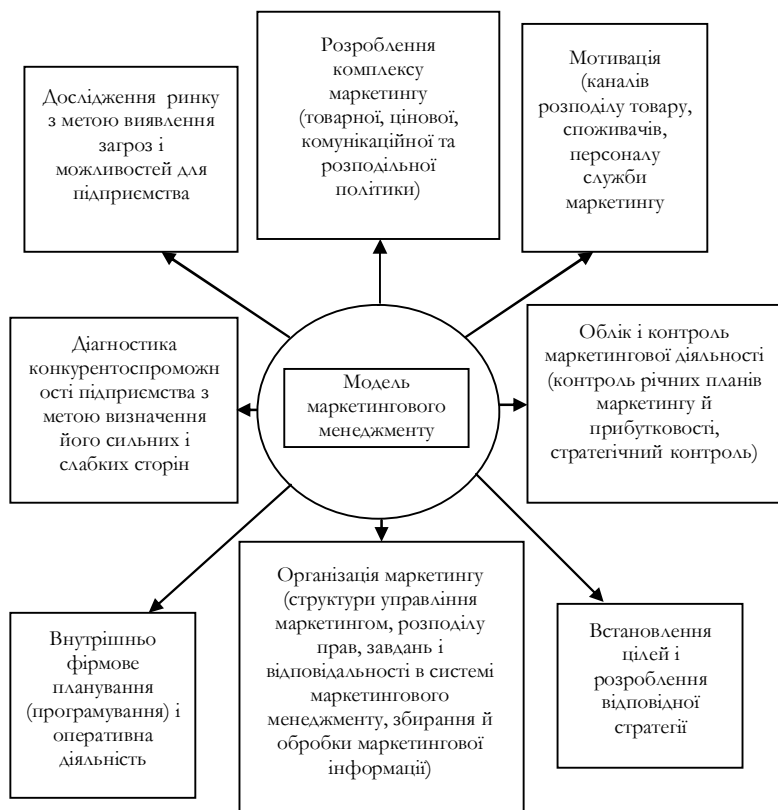 Дослідження ринку
з метою виявлення
загроз і
можливостей для
підприємства
Розроблення
комплексу
маркетингу
(товарної, цінової,
комунікаційної та
розподільної
політики)
Мотивація
(каналів
розподілу товару,
споживачів,
персоналу
служби
маркетингу
Діагностика
конкурентоспроможн
ості підприємства з
метою визначення
його сильних і
слабких сторін
Модель
маркетингового
менеджменту
Облік і контроль
маркетингової діяльності
(контроль річних планів
маркетингу й
прибутковості,
стратегічний контроль)
Внутрішньо
фірмове
планування
(програмування) і
оперативна
діяльність
Організація маркетингу
(структури управління
маркетингом, розподілу
прав, завдань і
відповідальності в системі
маркетингового
менеджменту, збирання й
обробки маркетингової
інформації)
Встановлення
цілей і
розроблення
відповідної
стратегії